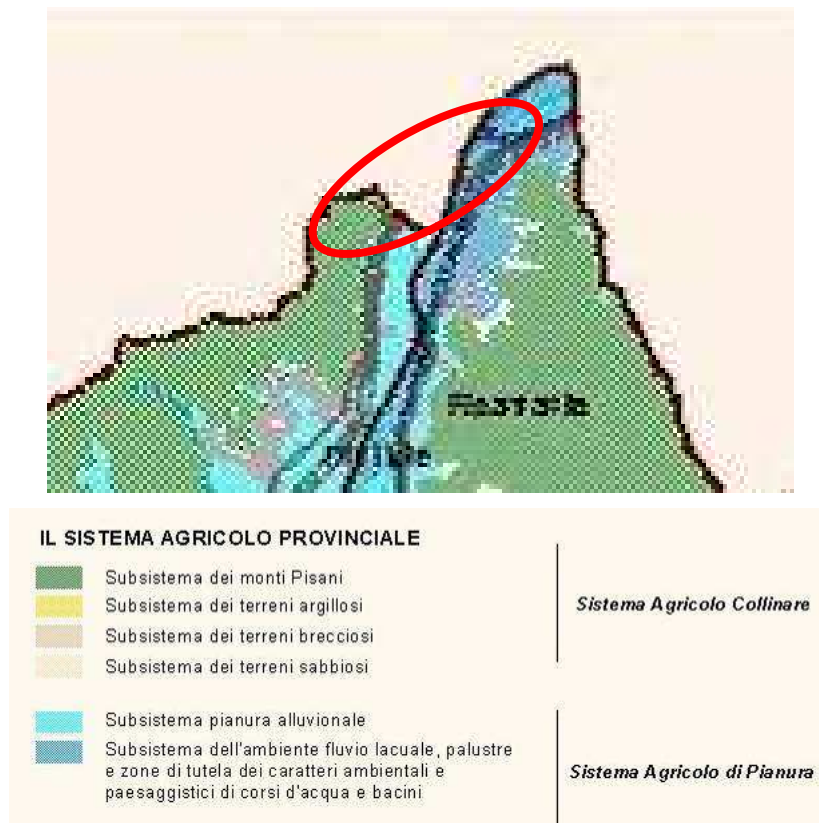 IL SISTEMA AGRICOLO PROVINCIALE
Subsistema dei monti Pisani
Subsistema dei terreni argillosi
Subsistema dei terreni brecciosi
Subsistema dei terreni sabbiosi
Sistema Agricolo Collinare
Subsistema pianura alluvionale
Subsistema dell'ambiente fluvio lacuale, palustre
e zone di tutela dei caratteri ambientali e
paesaggistici di corsi d'acqua e bacini
Sistema Agricolo di Pianura